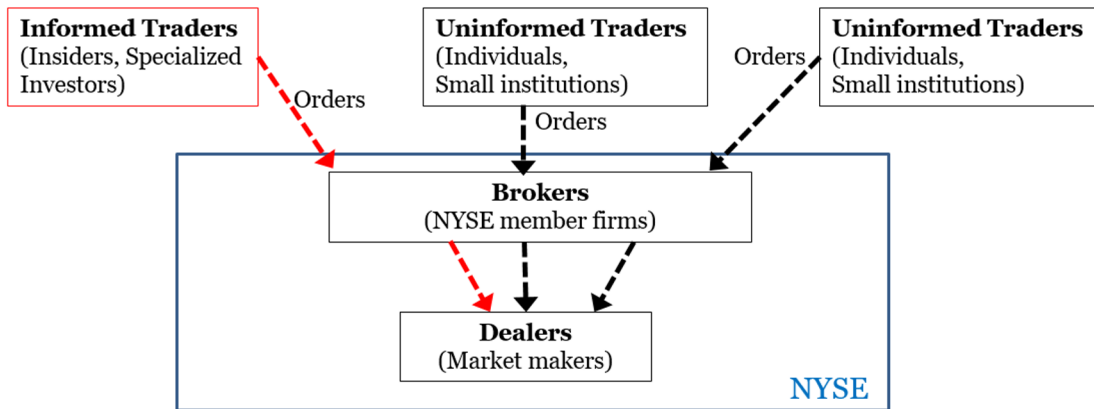 Informed Traders
(Insiders, Specialized
Investors)
Uninformed Traders
(Individuals,
Small institutions)
Uninformed Traders
(Individuals,
Small institutions)
Orders
Orders
Orders
Brokers
(NYSE member firms)
Dealers
(Market makers)
NYSE